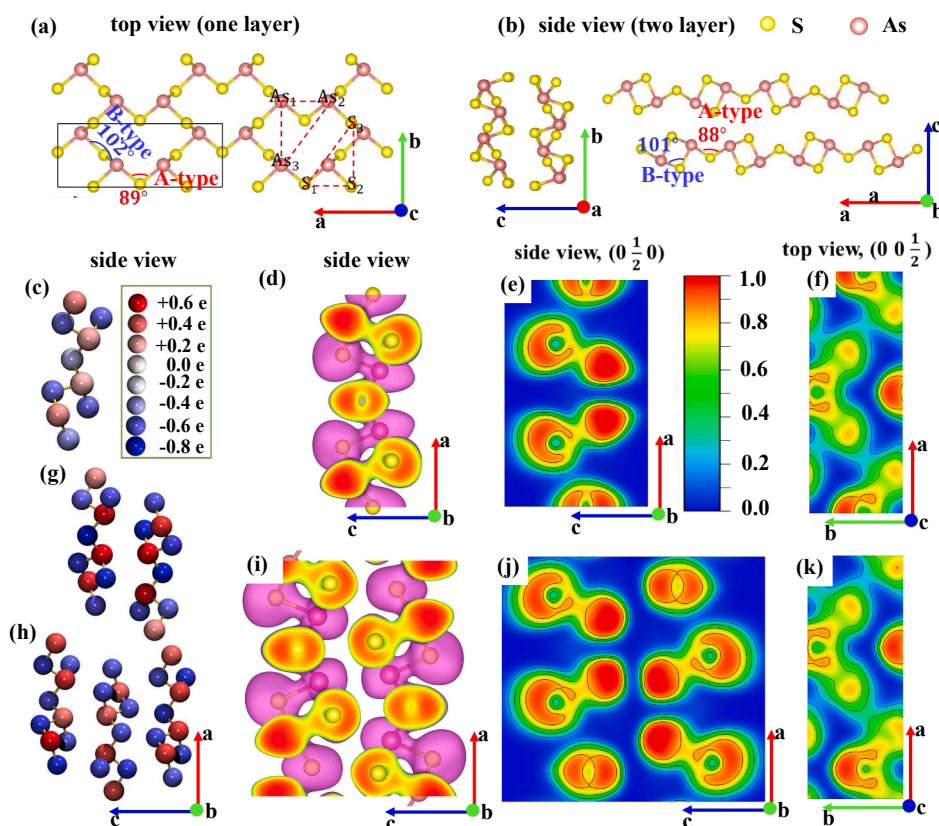 (a) top view (one layer)
(b) side view (two layer) S As
As₁ As₂
S₃
As₃
S₁ S₂
B-type
102°
A-type
89°
b
a c
b
c a
A-type
88°
101°
B-type
c
a
a b
side view
(c)
+0.6 e
+0.4 e
+0.2 e
0.0 e
-0.2 e
-0.4 e
-0.6 e
-0.8 e
side view
(d)
a
c b
side view, (0 1/2 0)
(e)
a
c b
1.0
0.8
0.6
0.4
0.2
0.0
top view, (0 0 1/2)
(f)
a
b c
(g)
(h)
a
c b
(i)
a
c b
(j)
a
c b
(k)
a
b c